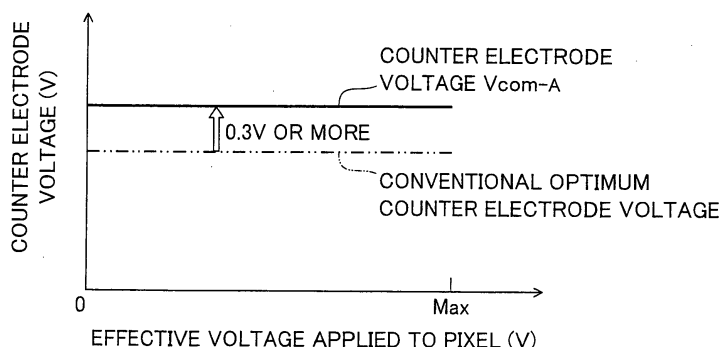 COUNTER ELECTRODE
VOLTAGE (V)
COUNTER ELECTRODE
VOLTAGE Vcom-A
0.3V OR MORE
CONVENTIONAL OPTIMUM
COUNTER ELECTRODE VOLTAGE
0
Max
EFFECTIVE VOLTAGE APPLIED TO PIXEL (V)